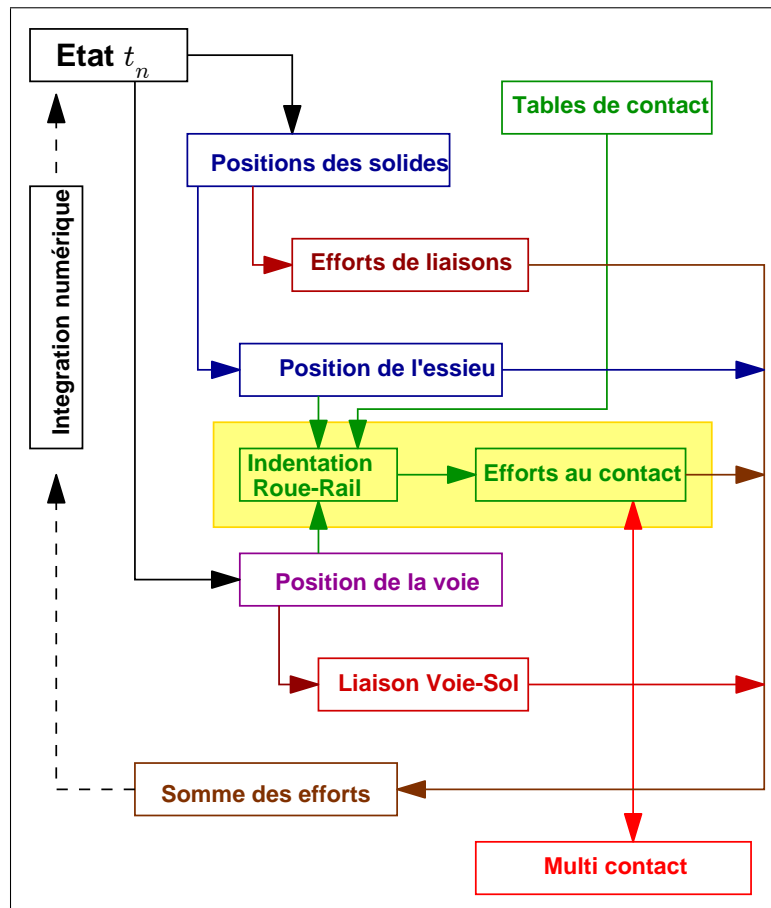 Etat t_n
Tables de contact
Positions des solides
Integration numérique
Efforts de liaisons
Position de l'essieu
Indentation
Roue-Rail
Efforts au contact
Position de la voie
Liaison Voie-Sol
Somme des efforts
Multi contact